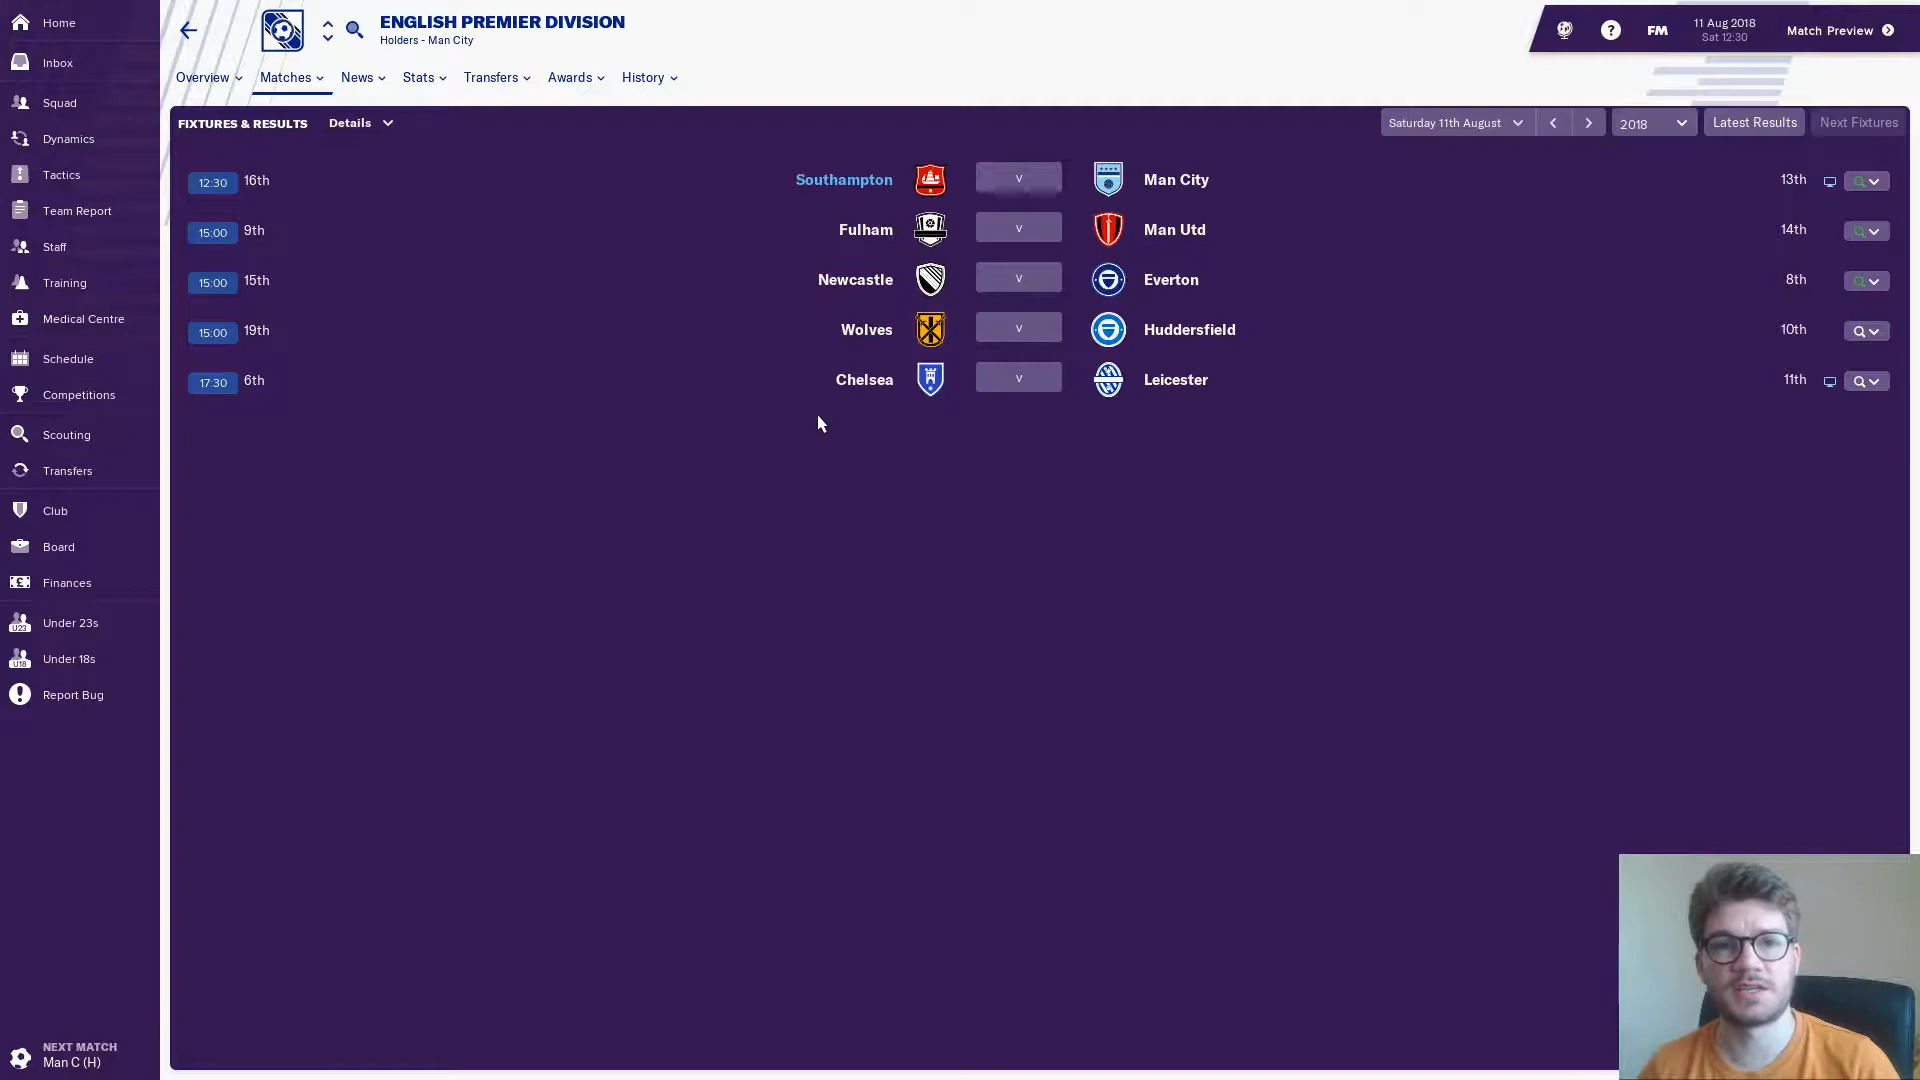 Home
Inbox
Squad
Dynamics
Tactics
Team Report
Staff
Training
Medical Centre
Schedule
Competitions
Scouting
Transfers
Club
Board
Finances
U23 Under 23s
U18 Under 18s
Report Bug
NEXT MATCH
Man C (H)
ENGLISH PREMIER DIVISION
Holders - Man City
? FM 11 Aug 2018 Match Preview
Sat 12:30
Overview Matches News Stats Transfers Awards History
FIXTURES & RESULTS Details Saturday 11th August 2018 Latest Results Next Fixtures
12:30 16th Southampton v Man City 13th
15:00 9th Fulham v Man Utd 14th
15:00 15th Newcastle v Everton 8th
15:00 19th Wolves v Huddersfield 10th
17:30 6th Chelsea v Leicester 11th